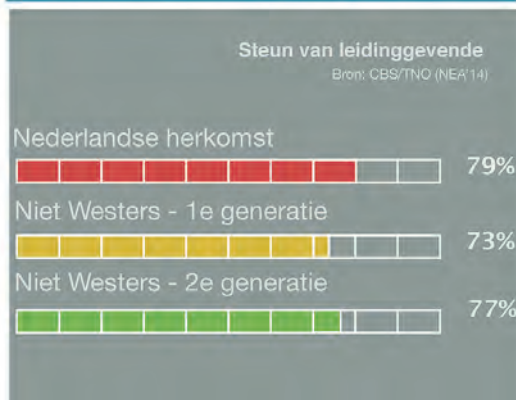 Steun van leidinggevende
Bron: CBS/TNO (NEA'14)
Nederlandse herkomst
79%
Niet Westers - 1e generatie
73%
Niet Westers - 2e generatie
77%